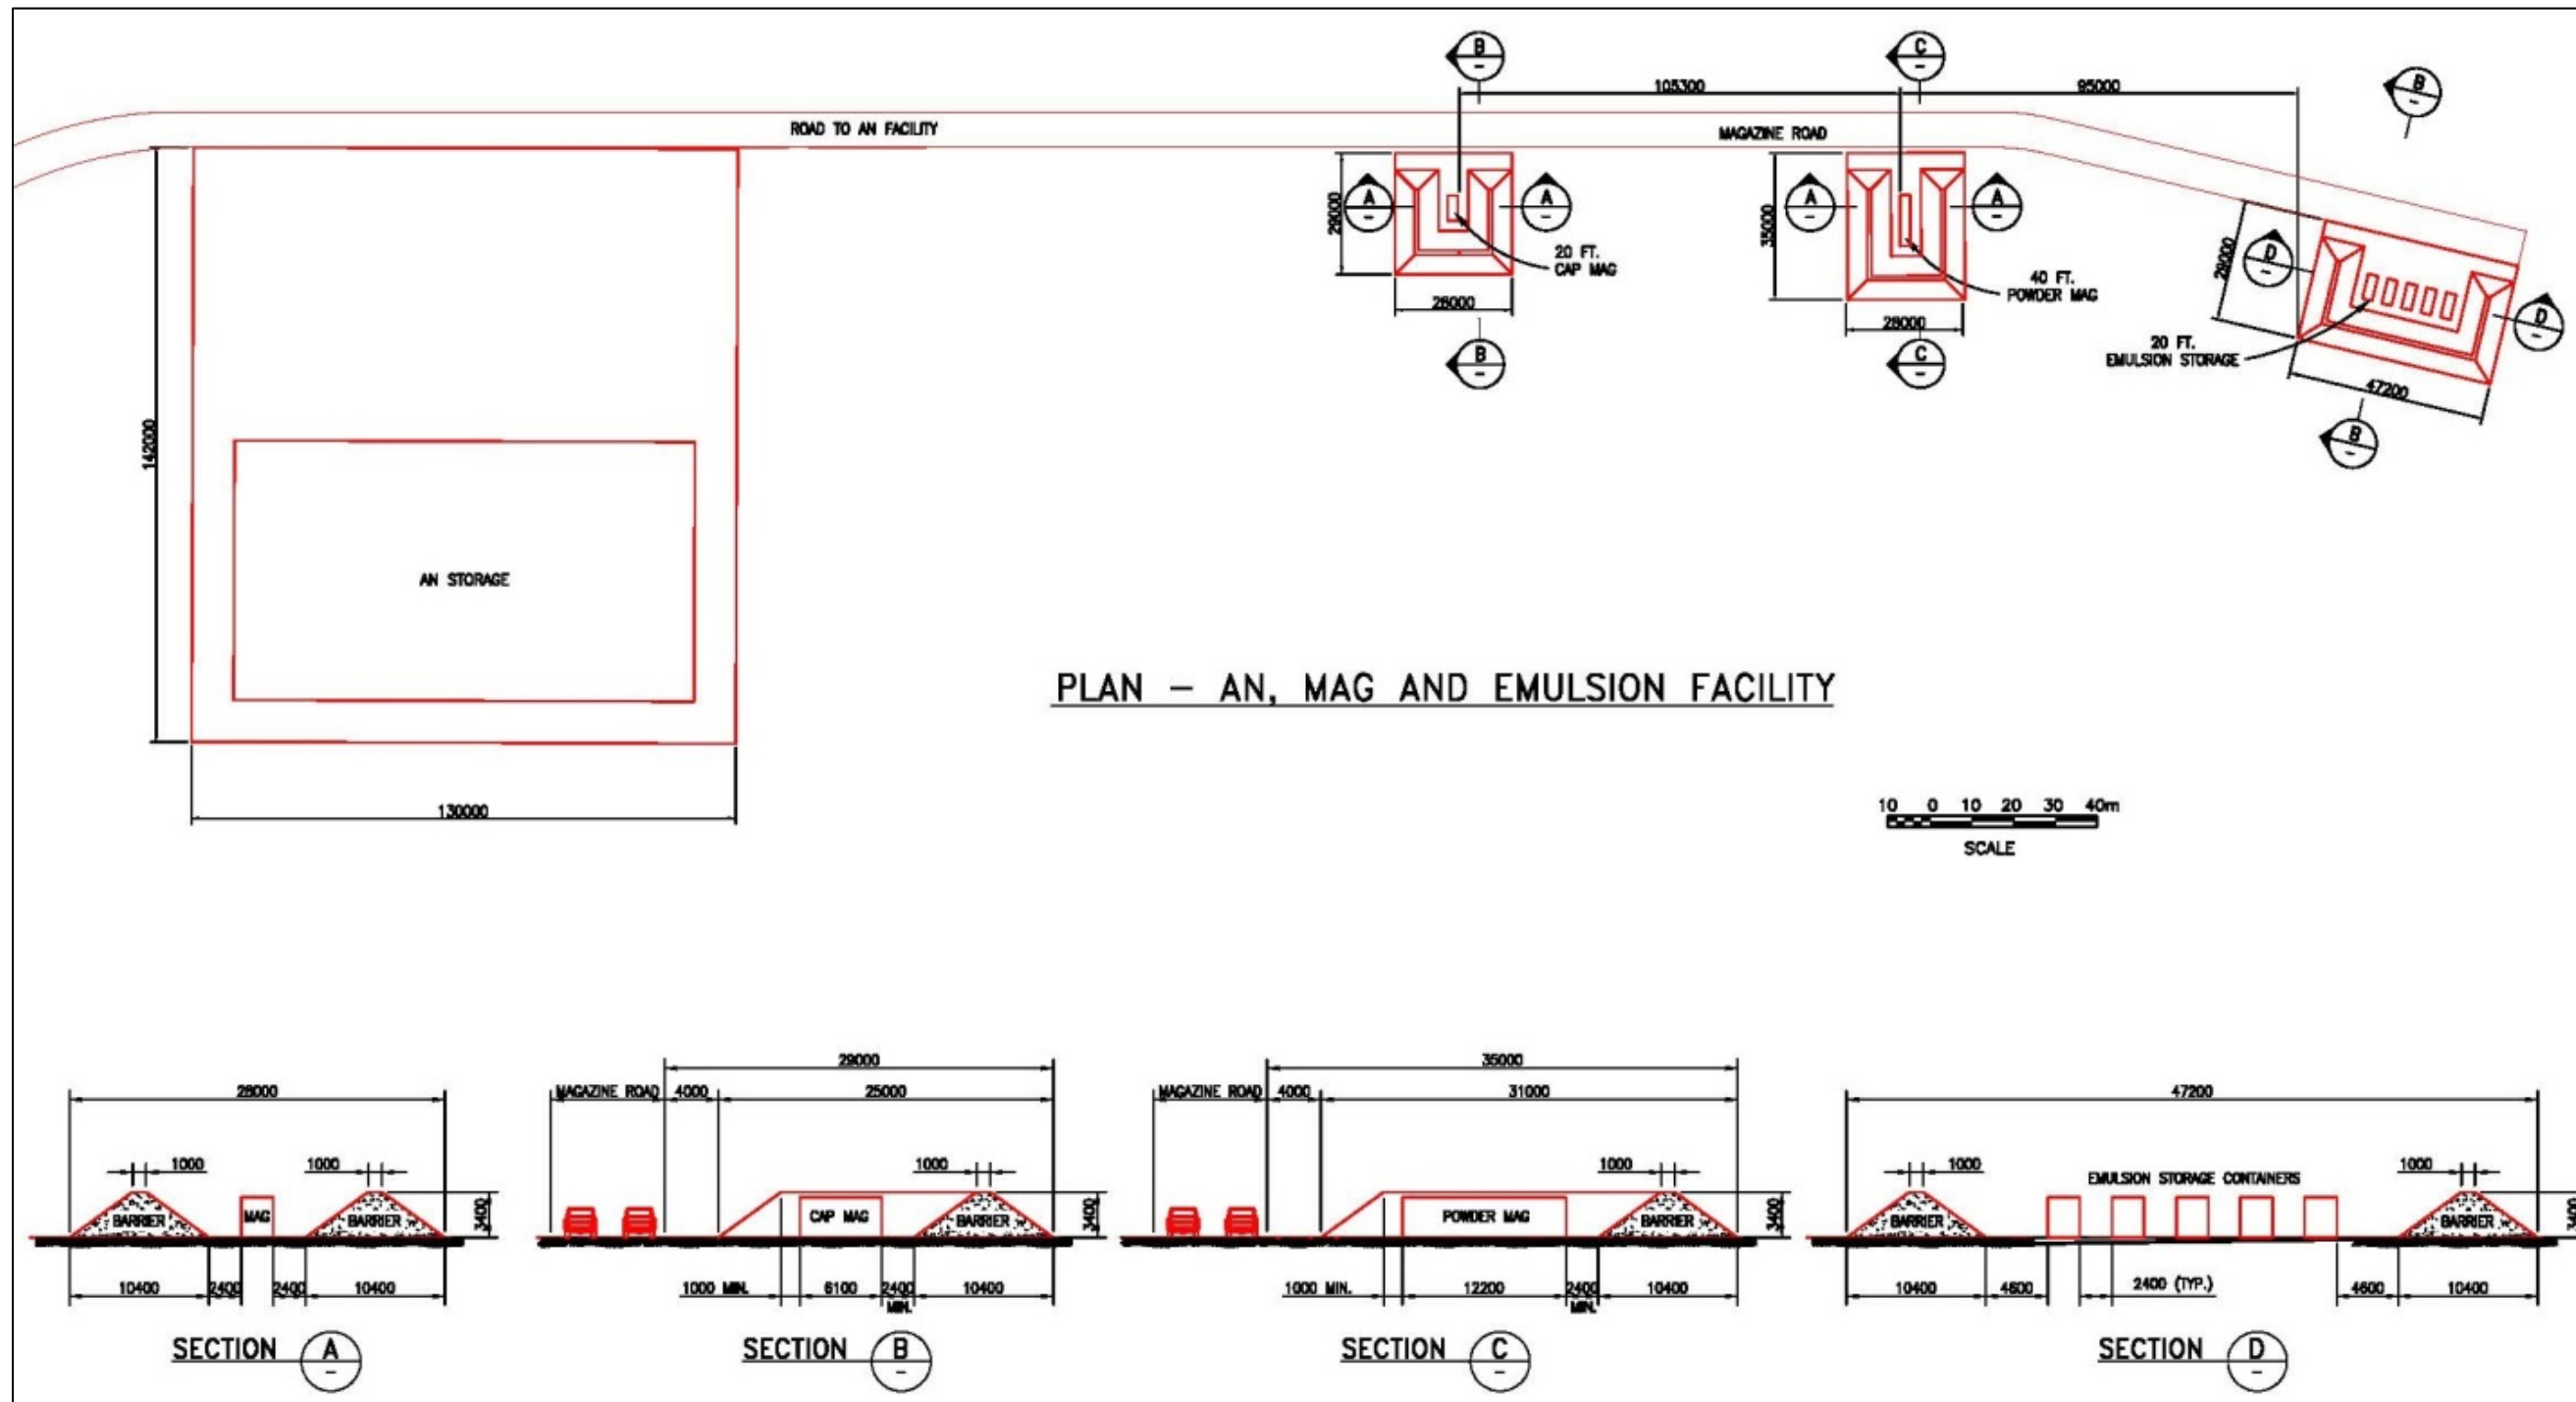 B
-
C
-
B
-
105300
95000
ROAD TO AN FACILITY
MAGAZINE ROAD
A
-
A
-
A
-
A
-
29000
35000
29000
D
-
D
-
20 FT.
CAP MAG
40 FT.
POWDER MAG
28000
28000
20 FT.
EMULSION STORAGE
47200
B
-
C
-
B
-
142000
AN STORAGE
130000
PLAN - AN, MAG AND EMULSION FACILITY
10 0 10 20 30 40m
SCALE
28000
1000
1000
BARRIER
MAG
BARRIER
3400
10400
2400
2400
10400
SECTION A
-
29000
MAGAZINE ROAD
4000
25000
1000
CAP MAG
BARRIER
3400
1000 MIN.
6100
2400
MIN.
10400
SECTION B
-
35000
MAGAZINE ROAD
4000
31000
1000
POWDER MAG
BARRIER
3400
1000 MIN.
12200
2400
MIN.
10400
SECTION C
-
47200
1000
EMULSION STORAGE CONTAINERS
1000
BARRIER
BARRIER
3400
10400
4600
2400 (TYP.)
4600
10400
SECTION D
-